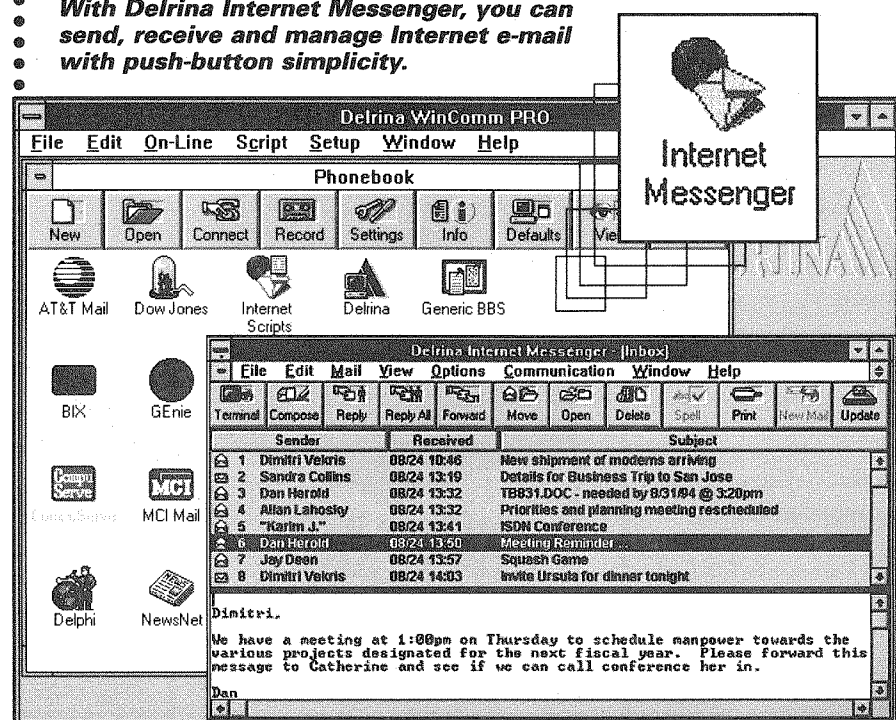 With Delrina Internet Messenger, you can
send, receive and manage Internet e-mail
with push-button simplicity.
Internet
Messenger
Delrina WinComm PRO
File Edit On-Line Script Setup Window Help
Phonebook
New Open Connect Record Settings Info Defaults
AT&T Mail Dow Jones Internet Scripts Delrina Generic BBS
BIX GEnie
CompuServe MCI Mail
Delphi NewsNet
Delrina Internet Messenger - [Inbox]
File Edit Mail View Options Communication Window Help
Terminal Compose Reply Reply All Forward Move Open Delete Spell Print New Mail Update
Sender Received Subject
1 Dimitri Vekris 08/24 10:46 New shipment of modems arriving
2 Sandra Collins 08/24 13:19 Details for Business Trip to San Jose
3 Dan Herold 08/24 13:32 TBB31.DOC - needed by 8/31/94 @ 3:20pm
4 Allan Lahosky 08/24 13:32 Priorities and planning meeting rescheduled
5 "Karim J." 08/24 13:41 ISDN Conference
6 Dan Herold 08/24 13:50 Meeting Reminder ...
7 Jay Deen 08/24 13:57 Squash Game
8 Dimitri Vekris 08/24 14:03 Invite Ursula for dinner tonight
Dimitri,
We have a meeting at 1:00pm on Thursday to schedule manpower towards the
various projects designated for the next fiscal year. Please forward this
message to Catherine and see if we can call conference her in.
Dan